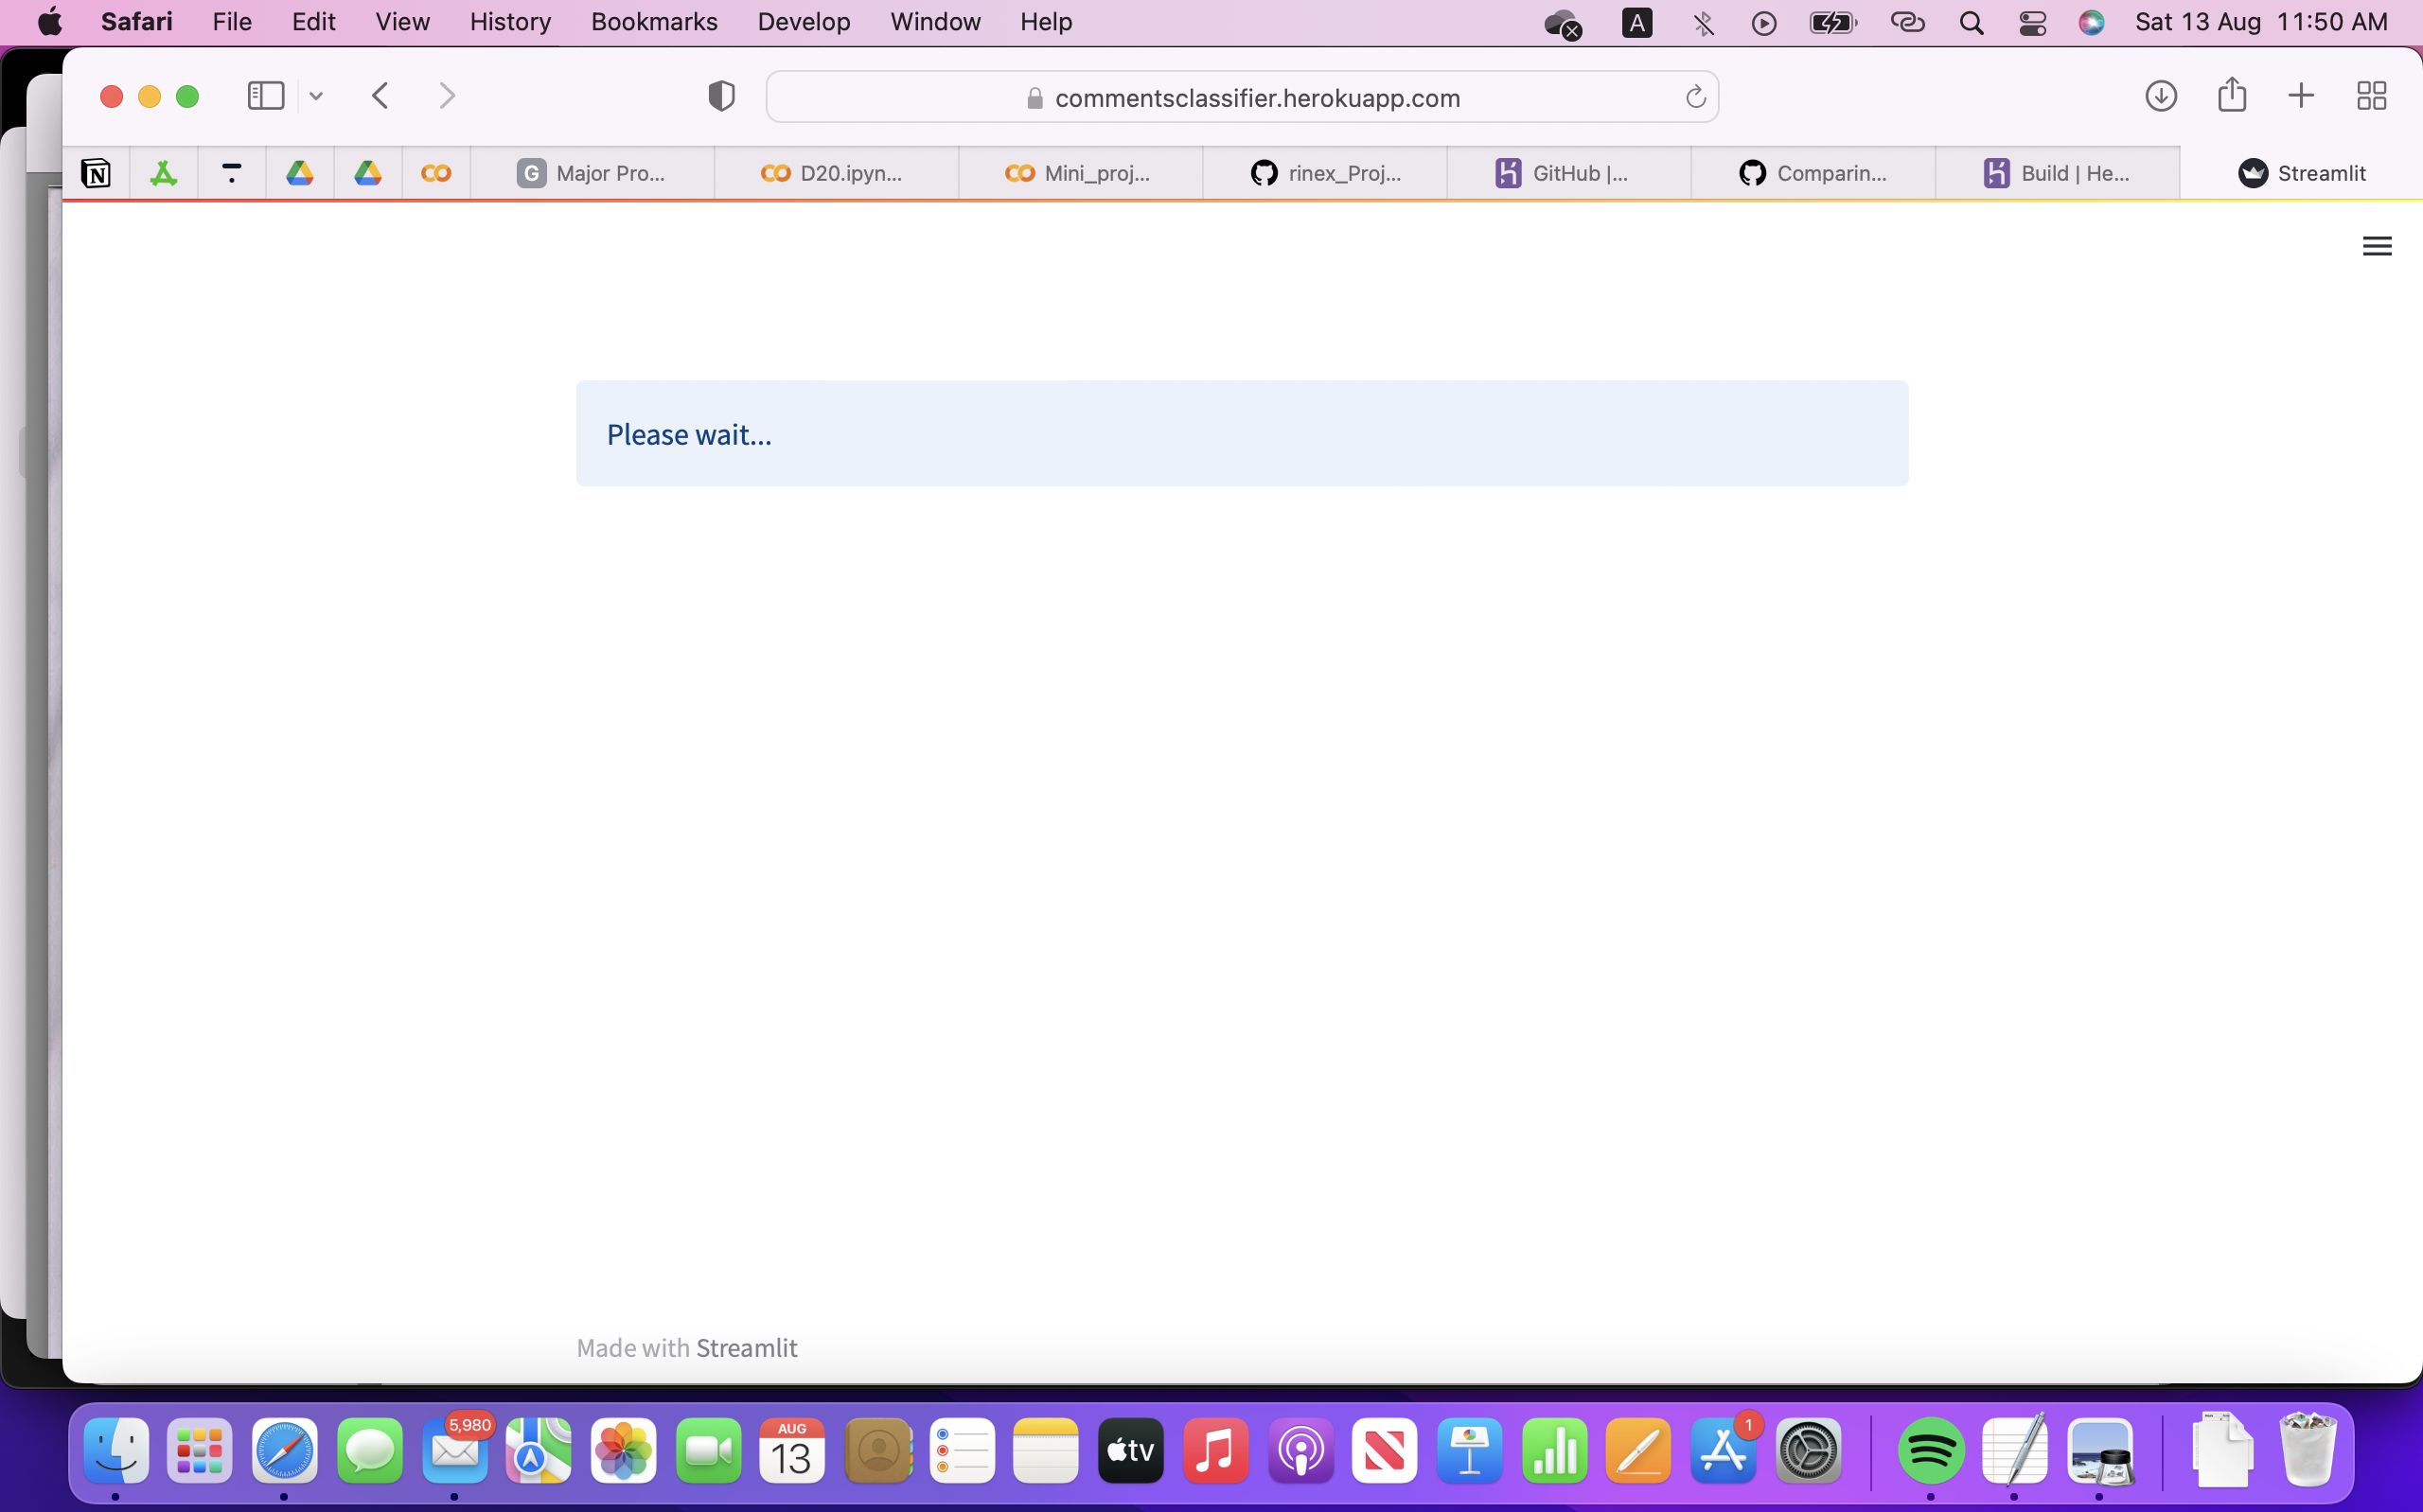 Safari File Edit View History Bookmarks Develop Window Help A Sat 13 Aug 11:50 AM
commentsclassifier.herokuapp.com
N G Major Pro... D20.ipyn... Mini_proj... rinex_Proj... GitHub |... Comparin... Build | He... Streamlit
Please wait...
Made with Streamlit
5,980 AUG 1
13 tv